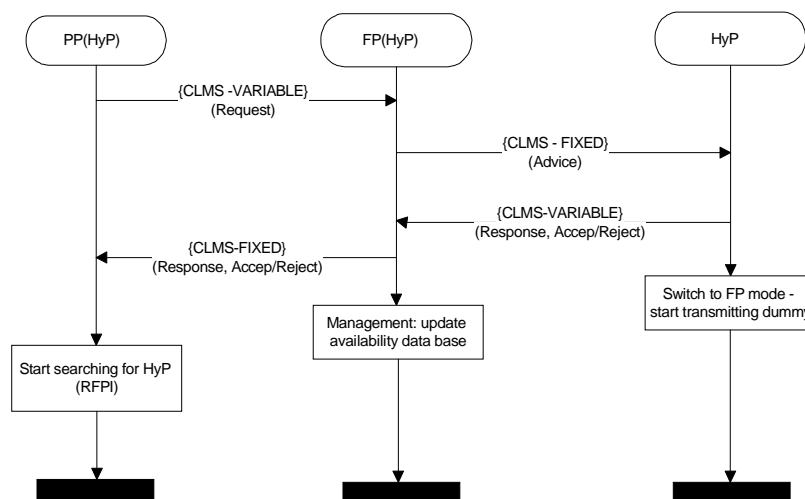 PP(HyP)
FP(HyP)
HyP
{CLMS -VARIABLE}
(Request)
{CLMS - FIXED}
(Advice)
{CLMS-VARIABLE}
(Response, Accep/Reject)
{CLMS-FIXED}
(Response, Accep/Reject)
Switch to FP mode -
start transmitting dummy
Management: update
availability data base
Start searching for HyP
(RFPI)